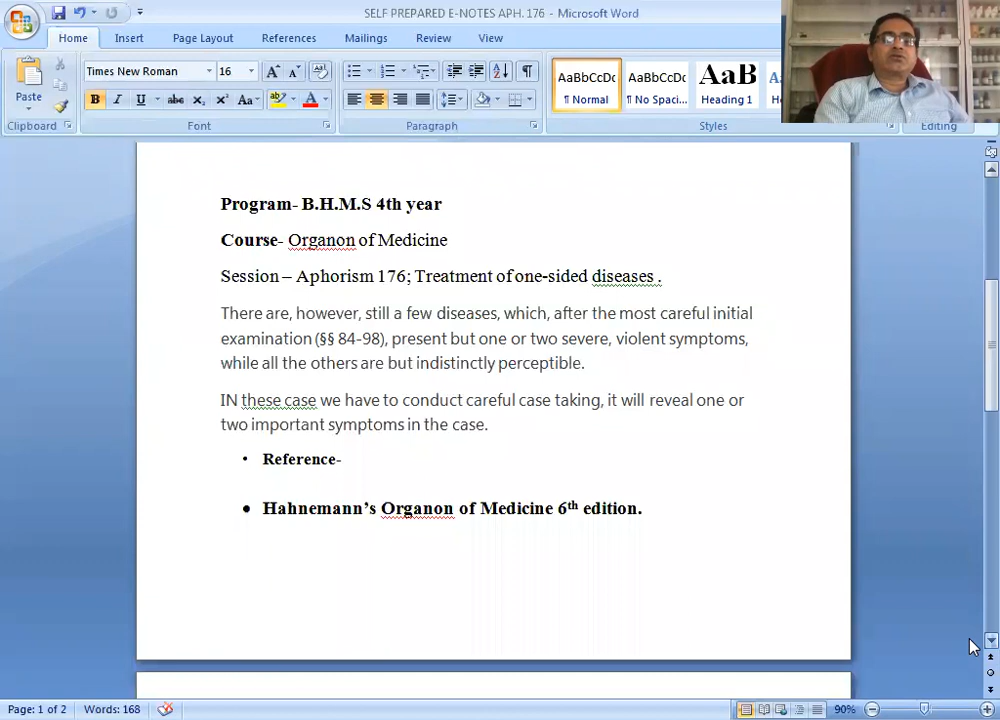 SELF PREPARED E-NOTES APH. 176 - Microsoft Word
Home Insert Page Layout References Mailings Review View
Times New Roman 16
AaBbCcDc AaBbCcDc AaBbCc
Paste
¶ Normal ¶ No Spaci... Heading 1
Clipboard Font Paragraph Styles Editing
Program- B.H.M.S 4th year
Course- Organon of Medicine
Session – Aphorism 176; Treatment of one-sided diseases .
There are, however, still a few diseases, which, after the most careful initial
examination (§§ 84-98), present but one or two severe, violent symptoms,
while all the others are but indistinctly perceptible.
IN these case we have to conduct careful case taking, it will reveal one or
two important symptoms in the case.
• Reference-
• Hahnemann’s Organon of Medicine 6th edition.
Page: 1 of 2 Words: 168 90%